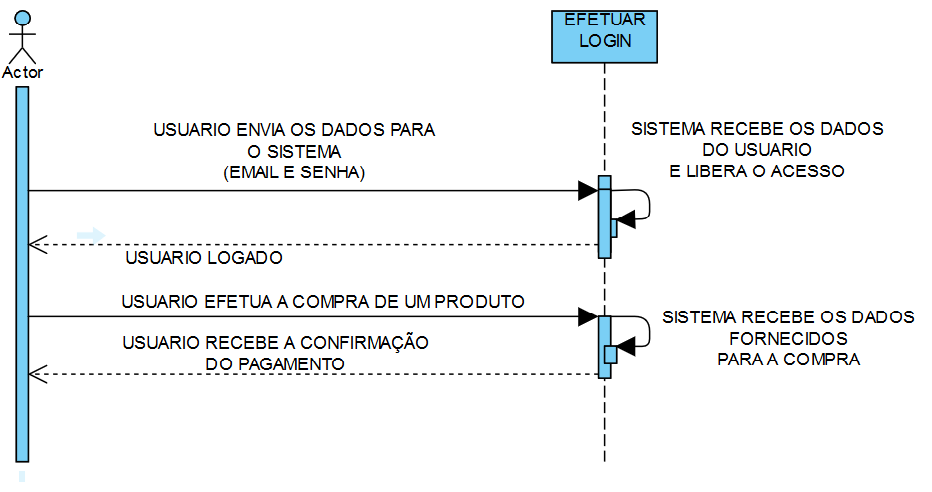 EFETUAR
LOGIN
Actor
USUARIO ENVIA OS DADOS PARA
O SISTEMA
(EMAIL E SENHA)
SISTEMA RECEBE OS DADOS
DO USUARIO
E LIBERA O ACESSO
USUARIO LOGADO
USUARIO EFETUA A COMPRA DE UM PRODUTO
SISTEMA RECEBE OS DADOS
FORNECIDOS
PARA A COMPRA
USUARIO RECEBE A CONFIRMAÇÃO
DO PAGAMENTO